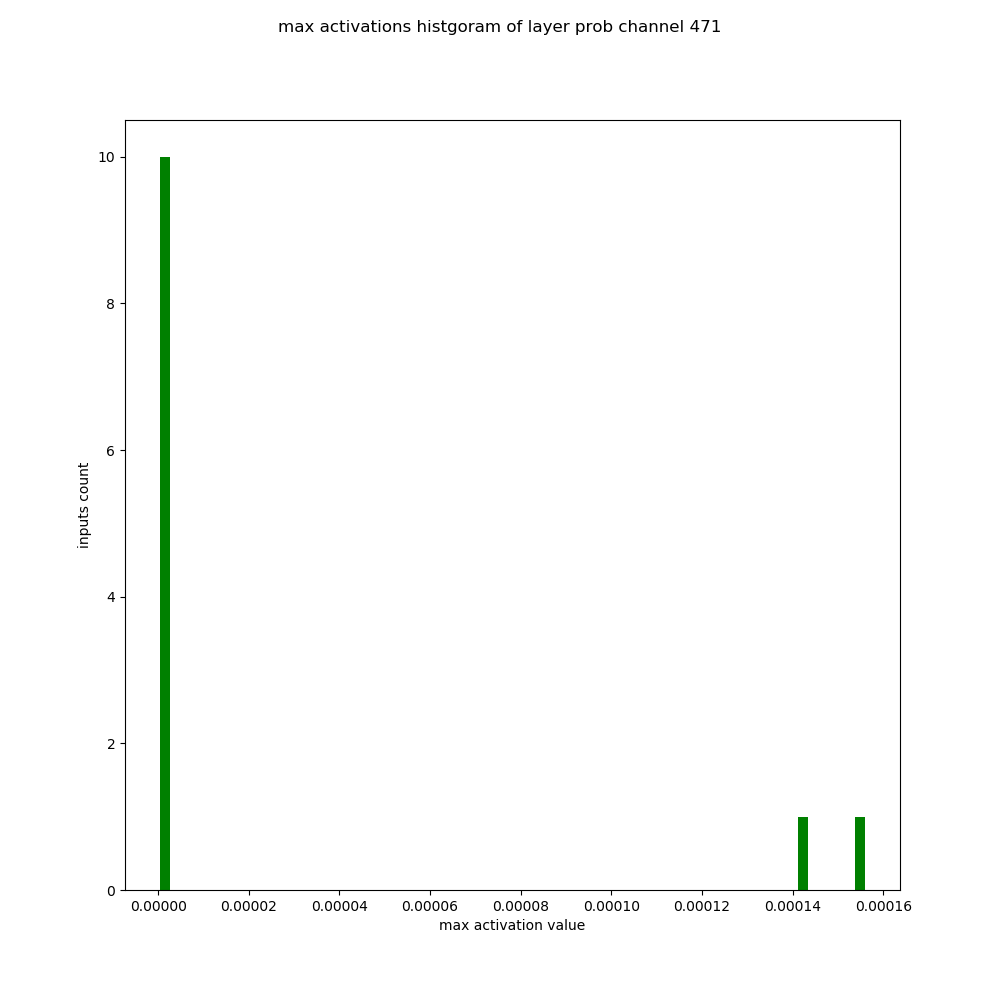 max activations histgoram of layer prob channel 471
10
8
6
4
2
0
inputs count
0.00000 0.00002 0.00004 0.00006 0.00008 0.00010 0.00012 0.00014 0.00016
max activation value